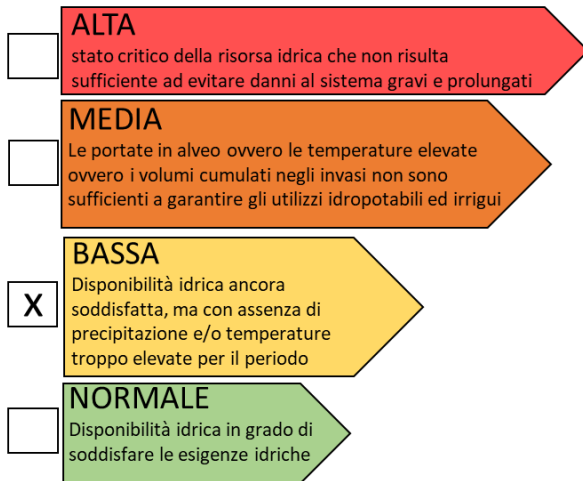 ALTA
stato critico della risorsa idrica che non risulta
sufficiente ad evitare danni al sistema gravi e prolungati
MEDIA
Le portate in alveo ovvero le temperature elevate
ovvero i volumi cumulati negli invasi non sono
sufficienti a garantire gli utilizzi idropotabili ed irrigui
BASSA
X
Disponibilità idrica ancora
soddisfatta, ma con assenza di
precipitazione e/o temperature
troppo elevate per il periodo
NORMALE
Disponibilità idrica in grado di
soddisfare le esigenze idriche